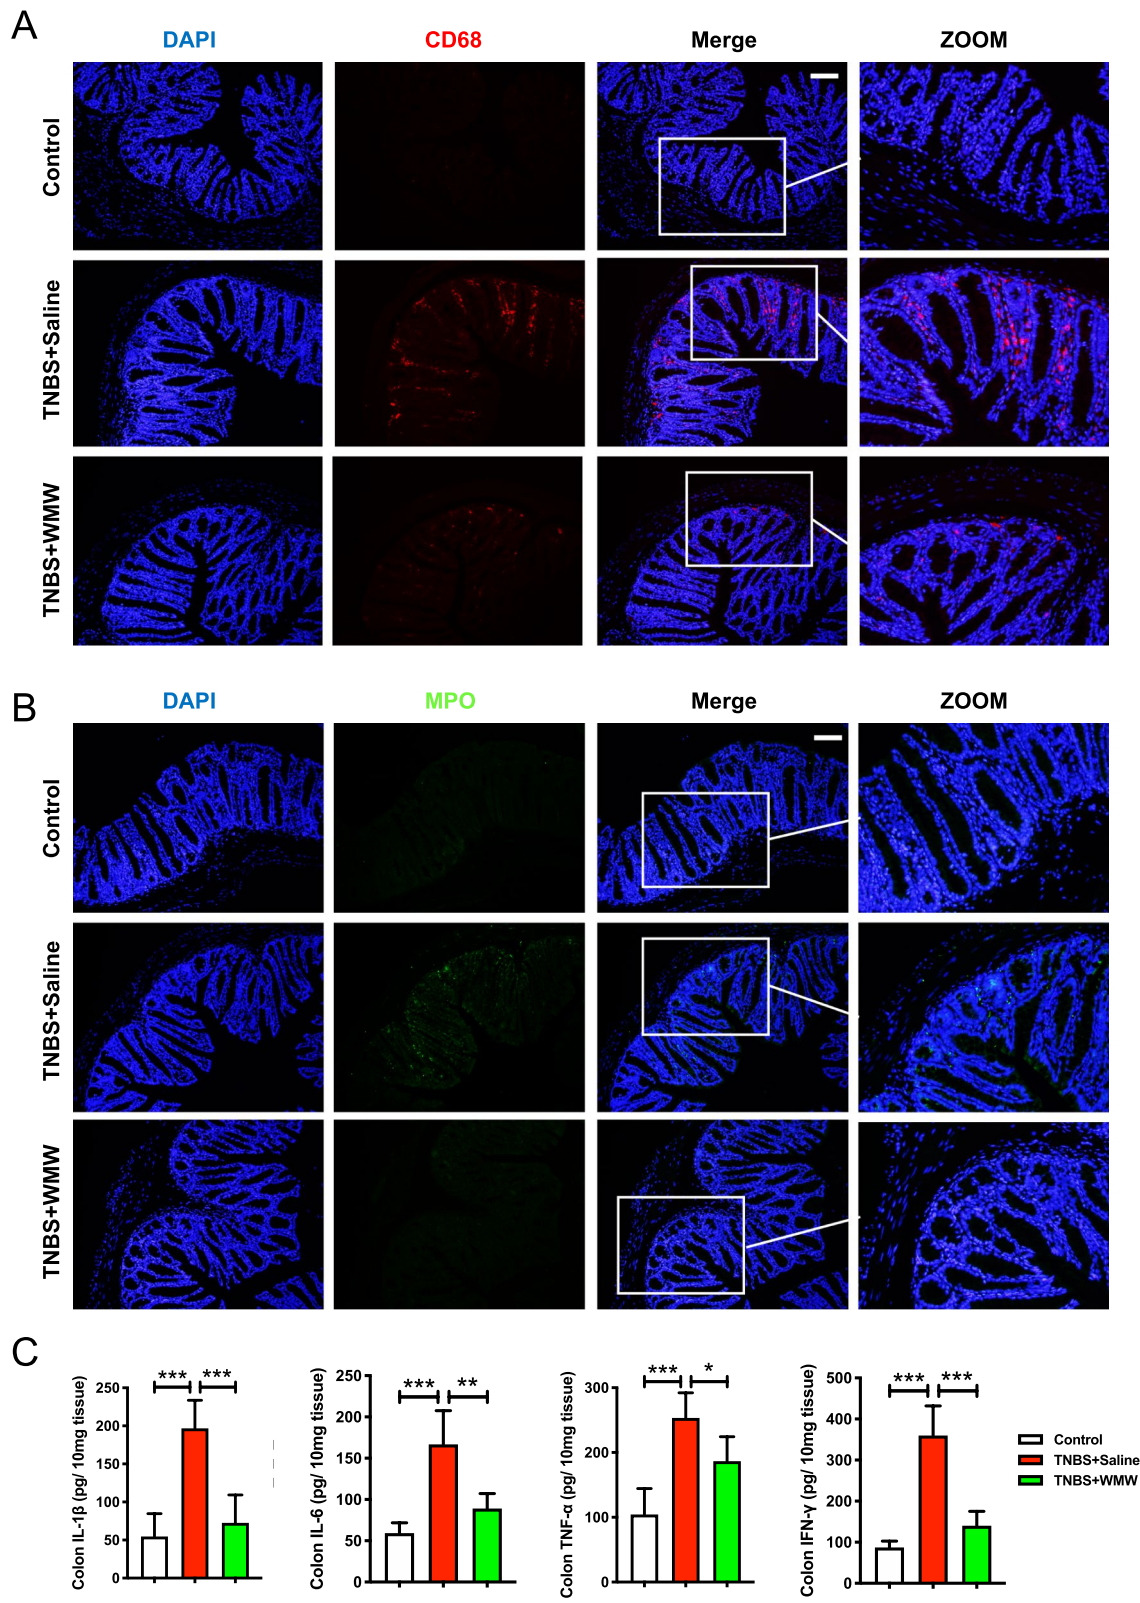 A
DAPI CD68 Merge ZOOM
Control
TNBS+Saline
TNBS+WMW
B
DAPI MPO Merge ZOOM
Control
TNBS+Saline
TNBS+WMW
C
Colon IL-1β (pg/ 10mg tissue)
250
200
150
100
50
0
*** ***
Colon IL-6 (pg/ 10mg tissue)
250
200
150
100
50
0
*** **
Colon TNF-α (pg/ 10mg tissue)
300
200
100
0
*** *
Colon IFN-γ (pg/ 10mg tissue)
500
400
300
200
100
0
*** ***
Control
TNBS+Saline
TNBS+WMW